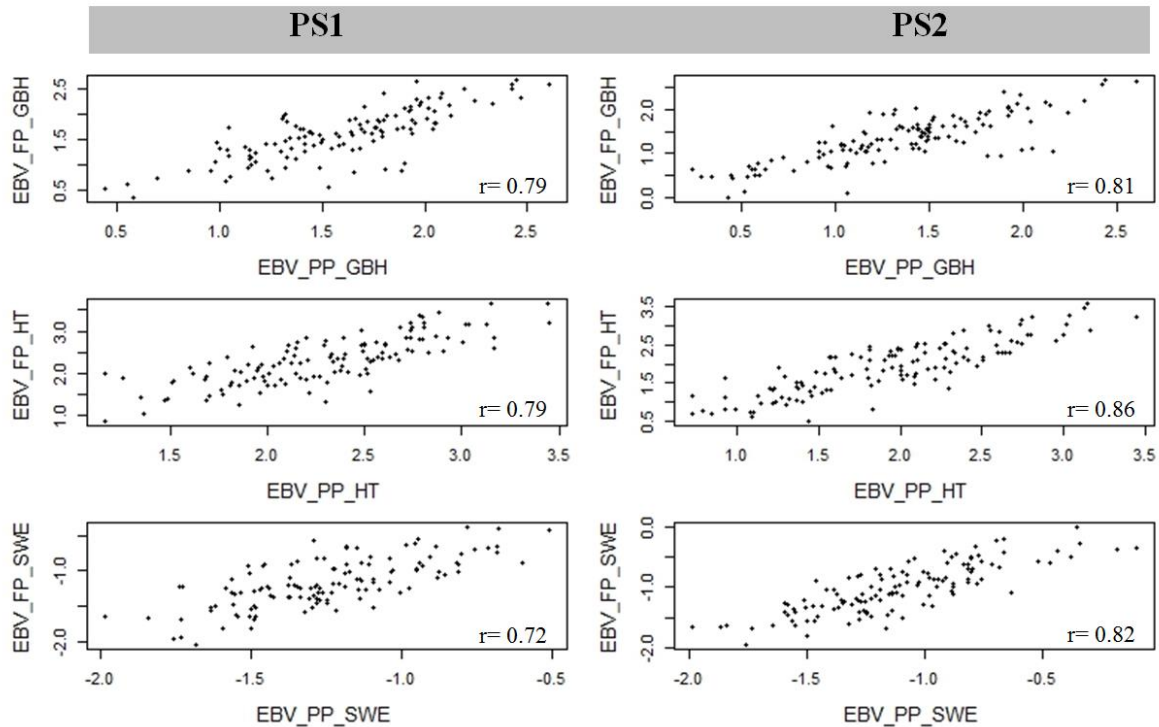 PS1
PS2
EBV_FP_GBH
0.5 1.5 2.5
r= 0.79
0.5 1.0 1.5 2.0 2.5
EBV_PP_GBH
EBV_FP_GBH
0.0 1.0 2.0
r= 0.81
0.5 1.0 1.5 2.0 2.5
EBV_PP_GBH
EBV_FP_HT
1.0 2.0 3.0
r= 0.79
1.5 2.0 2.5 3.0 3.5
EBV_PP_HT
EBV_FP_HT
0.5 1.5 2.5 3.5
r= 0.86
1.0 1.5 2.0 2.5 3.0 3.5
EBV_PP_HT
EBV_FP_SWE
-2.0 -1.0
r= 0.72
-2.0 -1.5 -1.0 -0.5
EBV_PP_SWE
EBV_FP_SWE
-2.0 -1.0 0.0
r= 0.82
-2.0 -1.5 -1.0 -0.5
EBV_PP_SWE